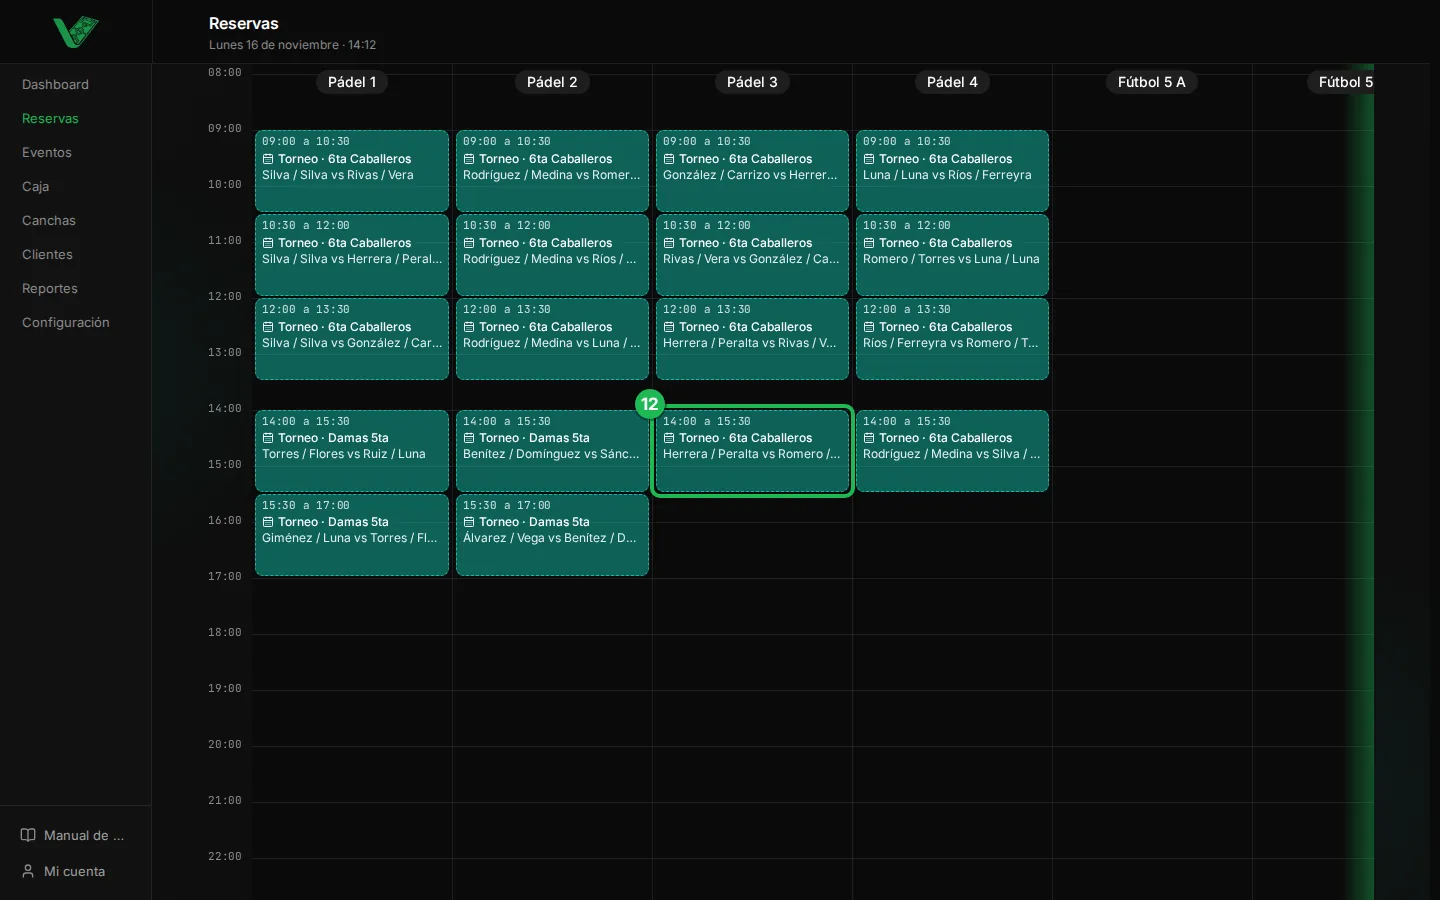 Reservas
Lunes 16 de noviembre · 14:12
Dashboard
Reservas
Eventos
Caja
Canchas
Clientes
Reportes
Configuración
Manual de ...
Mi cuenta
Pádel 1
Pádel 2
Pádel 3
Pádel 4
Fútbol 5 A
Fútbol 5
08:00
09:00
10:00
11:00
12:00
13:00
14:00
15:00
16:00
17:00
18:00
19:00
20:00
21:00
22:00
09:00 a 10:30
Torneo · 6ta Caballeros
Silva / Silva vs Rivas / Vera
09:00 a 10:30
Torneo · 6ta Caballeros
Rodríguez / Medina vs Romer...
09:00 a 10:30
Torneo · 6ta Caballeros
González / Carrizo vs Herrer...
09:00 a 10:30
Torneo · 6ta Caballeros
Luna / Luna vs Ríos / Ferreyra
10:30 a 12:00
Torneo · 6ta Caballeros
Silva / Silva vs Herrera / Peral...
10:30 a 12:00
Torneo · 6ta Caballeros
Rodríguez / Medina vs Ríos / ...
10:30 a 12:00
Torneo · 6ta Caballeros
Rivas / Vera vs González / Ca...
10:30 a 12:00
Torneo · 6ta Caballeros
Romero / Torres vs Luna / Luna
12:00 a 13:30
Torneo · 6ta Caballeros
Silva / Silva vs González / Car...
12:00 a 13:30
Torneo · 6ta Caballeros
Rodríguez / Medina vs Luna / ...
12:00 a 13:30
Torneo · 6ta Caballeros
Herrera / Peralta vs Rivas / V...
12:00 a 13:30
Torneo · 6ta Caballeros
Ríos / Ferreyra vs Romero / T...
14:00 a 15:30
Torneo · Damas 5ta
Torres / Flores vs Ruiz / Luna
14:00 a 15:30
Torneo · Damas 5ta
Benítez / Domínguez vs Sánc...
12
14:00 a 15:30
Torneo · 6ta Caballeros
Herrera / Peralta vs Romero /...
14:00 a 15:30
Torneo · 6ta Caballeros
Rodríguez / Medina vs Silva / ...
15:30 a 17:00
Torneo · Damas 5ta
Giménez / Luna vs Torres / Fl...
15:30 a 17:00
Torneo · Damas 5ta
Álvarez / Vega vs Benítez / D...